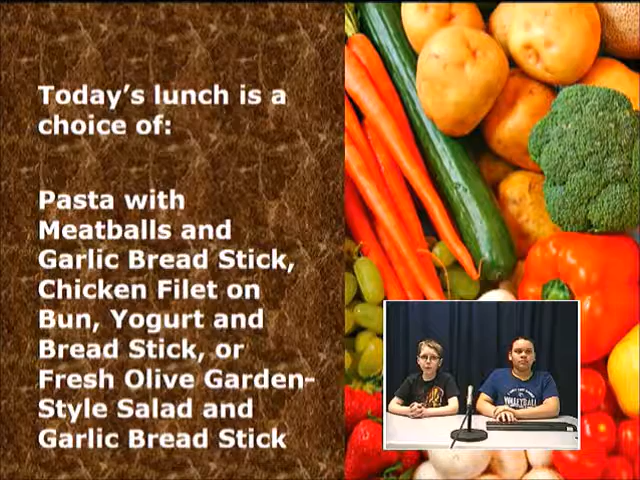 Today's lunch is a
choice of:
Pasta with
Meatballs and
Garlic Bread Stick,
Chicken Filet on
Bun, Yogurt and
Bread Stick, or
Fresh Olive Garden-
Style Salad and
Garlic Bread Stick
VOLLEYBALL